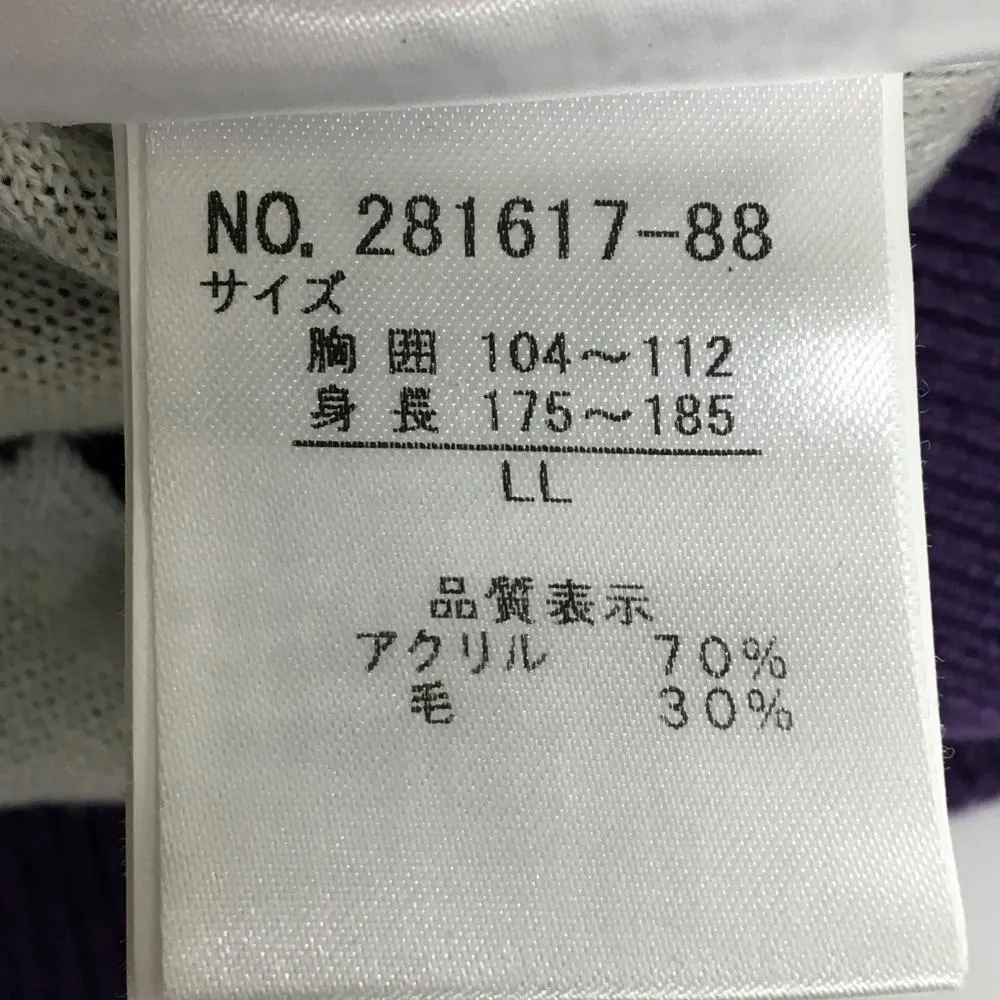 NO. 281617-88
サイズ
胸囲 104～112
身長 175～185
LL
品質表示
アクリル 70%
毛 30%